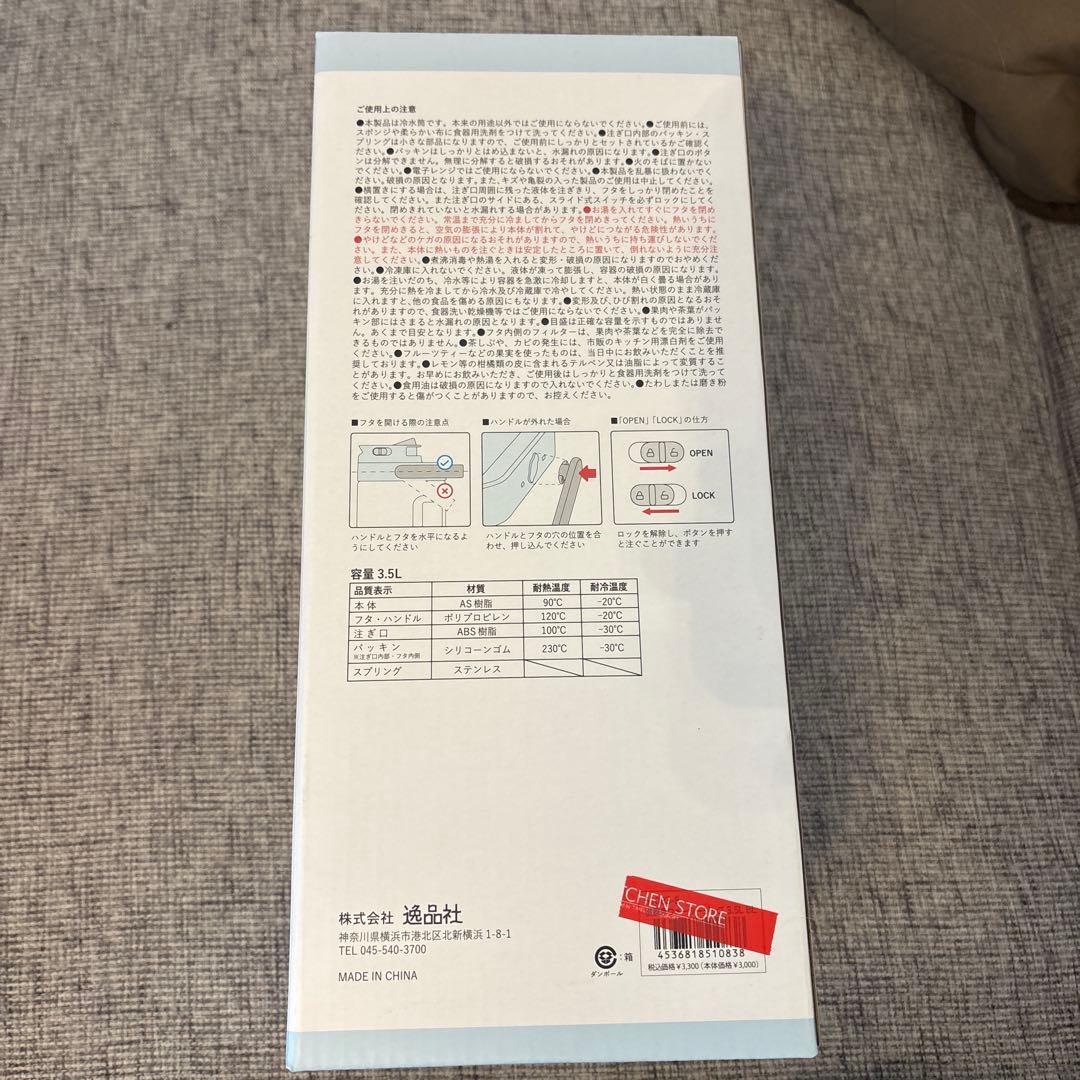 ご使用上の注意
●本製品は冷水筒です。本来の用途以外ではご使用にならないでください。●ご使用前には、
スポンジや柔らかい布に食器用洗剤をつけて洗ってください。●注ぎ口内部のパッキン・ス
プリングは小さな部品になりますので、ご使用前にしっかりとセットされているかご確認く
ださい。●パッキンはしっかりとはめ込まないと、水漏れの原因になります。●注ぎ口のボタ
ンは分解できません。無理に分解すると破損するおそれがあります。●火のそばに置かない
でください。●電子レンジではご使用にならないでください。●本製品を乱暴に扱わないでく
ださい。破損の原因となります。また、キズや亀裂の入った製品のご使用は中止してください。
●横置きにする場合は、注ぎ口周囲に残った液体を注ぎきり、フタをしっかり閉めたことを
確認してください。また注ぎ口のサイドにある、スライド式スイッチを必ずロックにしてく
ださい。閉めきれていないと水漏れする場合があります。●お湯を入れてすぐにフタを閉め
きらないでください。常温まで充分に冷ましてからフタを閉めきってください。熱いうちに
フタを閉めきると、空気の膨張により本体が割れて、やけどにつながる危険性があります。
●やけどなどのケガの原因になるおそれがありますので、熱いうちに持ち運びしないでくだ
さい。また、本体に熱いものを注ぐときは安定したところに置いて、倒れないように充分注
意してください。●煮沸消毒や熱湯を入れると変形・破損の原因になりますのでおやめくだ
さい。●冷凍庫に入れないでください。液体が凍って膨張し、容器の破損の原因になります。
●お湯を注いだのち、冷水等により容器を急激に冷却しますと、本体が白く曇る場合があり
ます。充分に熱を冷ましてから冷水及び冷蔵庫で冷やしてください。熱い状態のまま冷蔵庫
に入れますと、他の食品を傷める原因にもなります。●変形及び、ひび割れの原因となるおそ
れがありますので、食器洗い乾燥機等ではご使用にならないでください。●果肉や茶葉がパッ
キン部にはさまると水漏れの原因となります。●目盛は正確な容量を示すものではありませ
ん。あくまで目安となります。●フタ内側のフィルターは、果肉や茶葉などを完全に除去で
きるものではありません。●茶しぶや、カビの発生には、市販のキッチン用漂白剤をご使用
ください。●フルーツティーなどの果実を使ったものは、当日中にお飲みいただくことを推
奨しております。●レモン等の柑橘類の皮に含まれるテルペン又は油脂によって変質するこ
とがあります。お早めにお飲みいただき、ご使用後はしっかりと食器用洗剤をつけて洗って
ください。●食用油は破損の原因になりますので入れないでください。●たわしまたは磨き粉
をご使用すると傷がつくことがありますので、お控えください。
■フタを開ける際の注意点 ■ハンドルが外れた場合 ■「OPEN」「LOCK」の仕方
OPEN
LOCK
ハンドルとフタを水平になるよ
うにしてください
ハンドルとフタの穴の位置を合
わせ、押し込んでください
ロックを解除し、ボタンを押す
と注ぐことができます
容量 3.5L
品質表示 材質 耐熱温度 耐冷温度
本体 AS樹脂 90℃ -20℃
フタ・ハンドル ポリプロピレン 120℃ -20℃
注ぎ口 ABS樹脂 100℃ -30℃
パッキン シリコーンゴム 230℃ -30℃
※注ぎ口内部・フタ内側
スプリング ステンレス
株式会社 逸品社
神奈川県横浜市港北区北新横浜 1-8-1
TEL 045-540-3700
MADE IN CHINA
:箱
ダンボール
TCHEN STORE
3.5L BL
4536818510838
税込価格￥3,300(本体価格￥3,000)